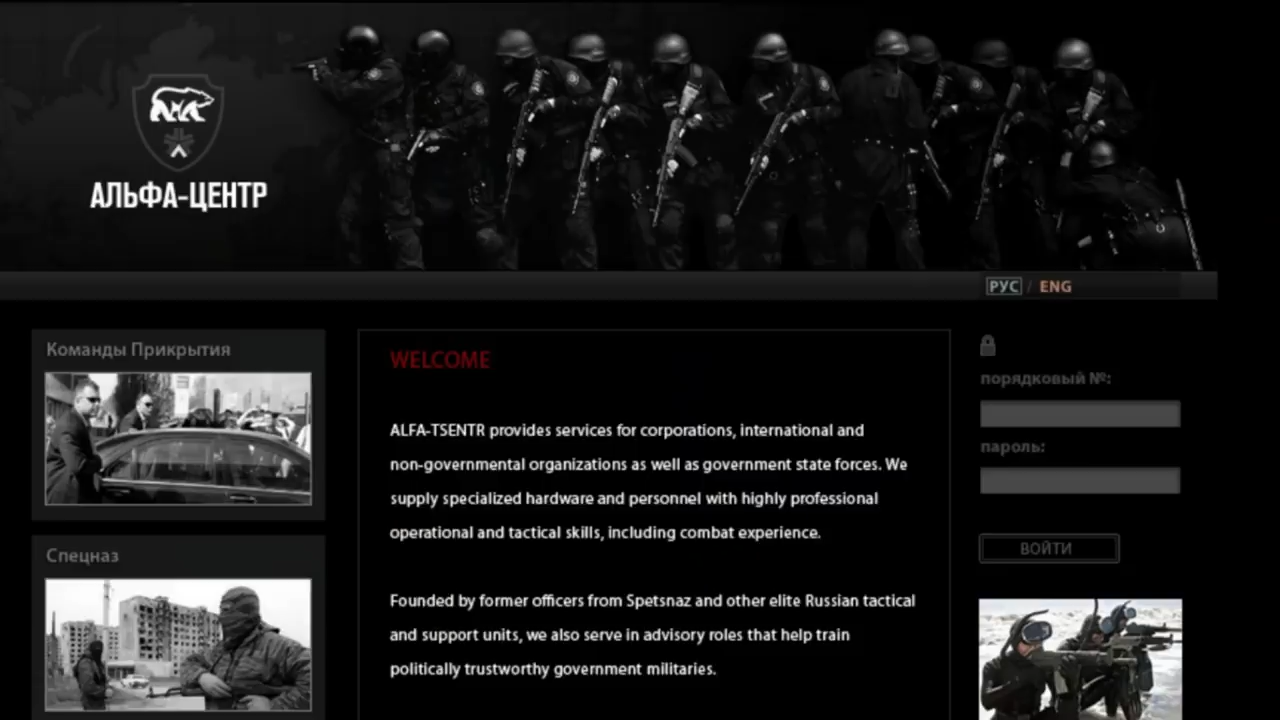 АЛЬФА-ЦЕНТР
РУС / ENG
Команды Прикрытия
Спецназ
WELCOME
ALFA-TSENTR provides services for corporations, international and
non-governmental organizations as well as government state forces. We
supply specialized hardware and personnel with highly professional
operational and tactical skills, including combat experience.
Founded by former officers from Spetsnaz and other elite Russian tactical
and support units, we also serve in advisory roles that help train
politically trustworthy government militaries.
порядковый №:
пароль:
ВОЙТИ